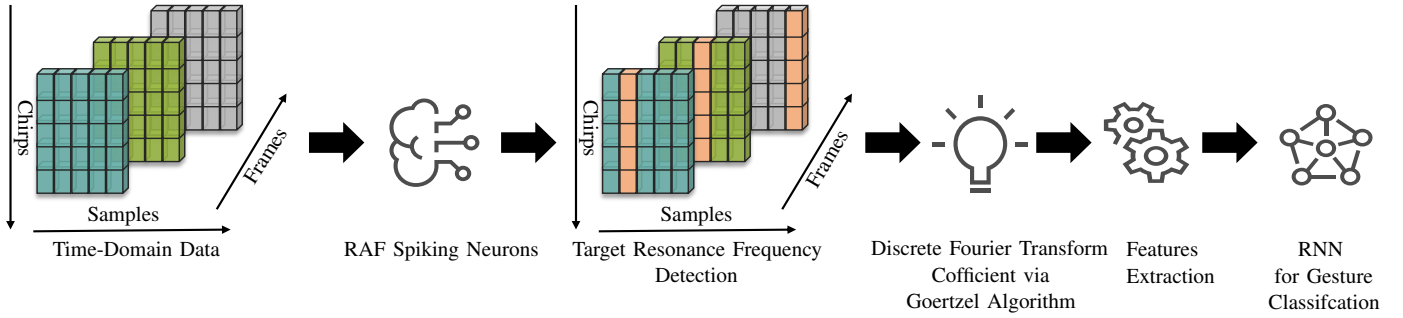 Chirps
Frames
Samples
Time-Domain Data
RAF Spiking Neurons
Chirps
Frames
Samples
Target Resonance Frequency
Detection
Discrete Fourier Transform
Cofficient via
Goertzel Algorithm
Features
Extraction
RNN
for Gesture
Classifcation